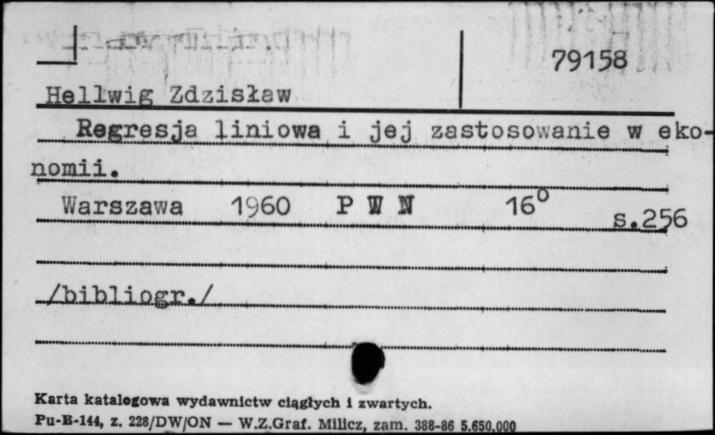 79158
Hellwig Zdzisław
Regresja liniowa i jej zastosowanie w eko-
nomii.
Warszawa 1960 P W N 16⁰ s.256
/bibliogr./
Karta katalogowa wydawnictw ciągłych i zwartych.
Pu-B-144, z. 228/DW/ON — W.Z.Graf. Milicz, zam. 388-86 5.650.000